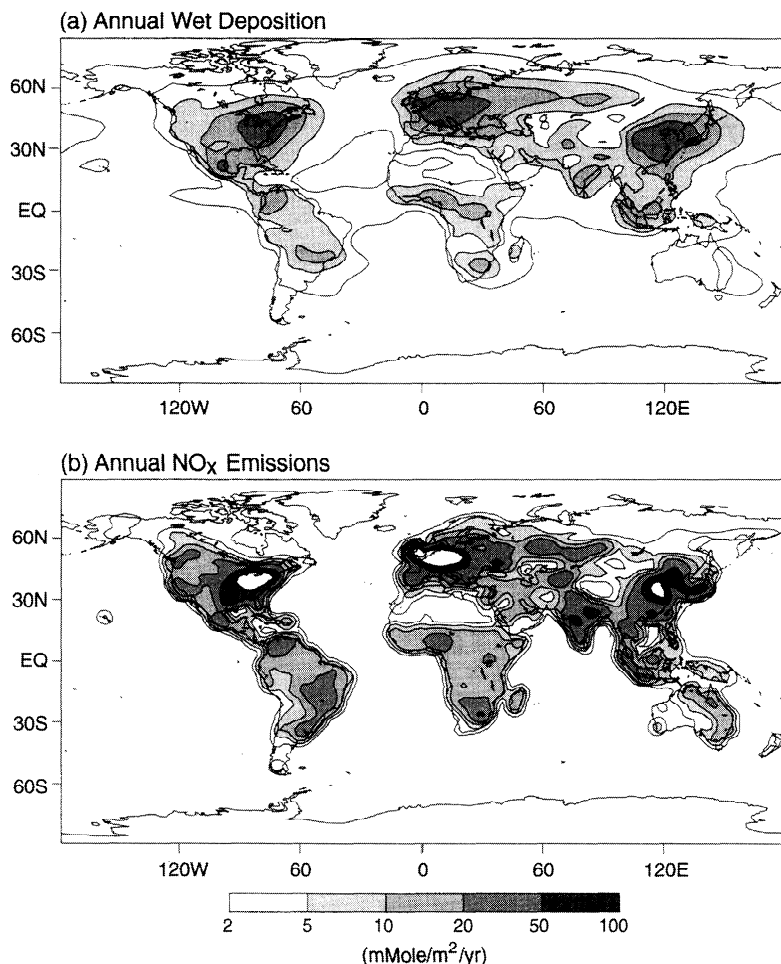 (a) Annual Wet Deposition
60N
30N
EQ
30S
60S
120W 60 0 60 120E
(b) Annual NOx Emissions
60N
30N
EQ
30S
60S
120W 60 0 60 120E
2 5 10 20 50 100
(mMole/m²/yr)